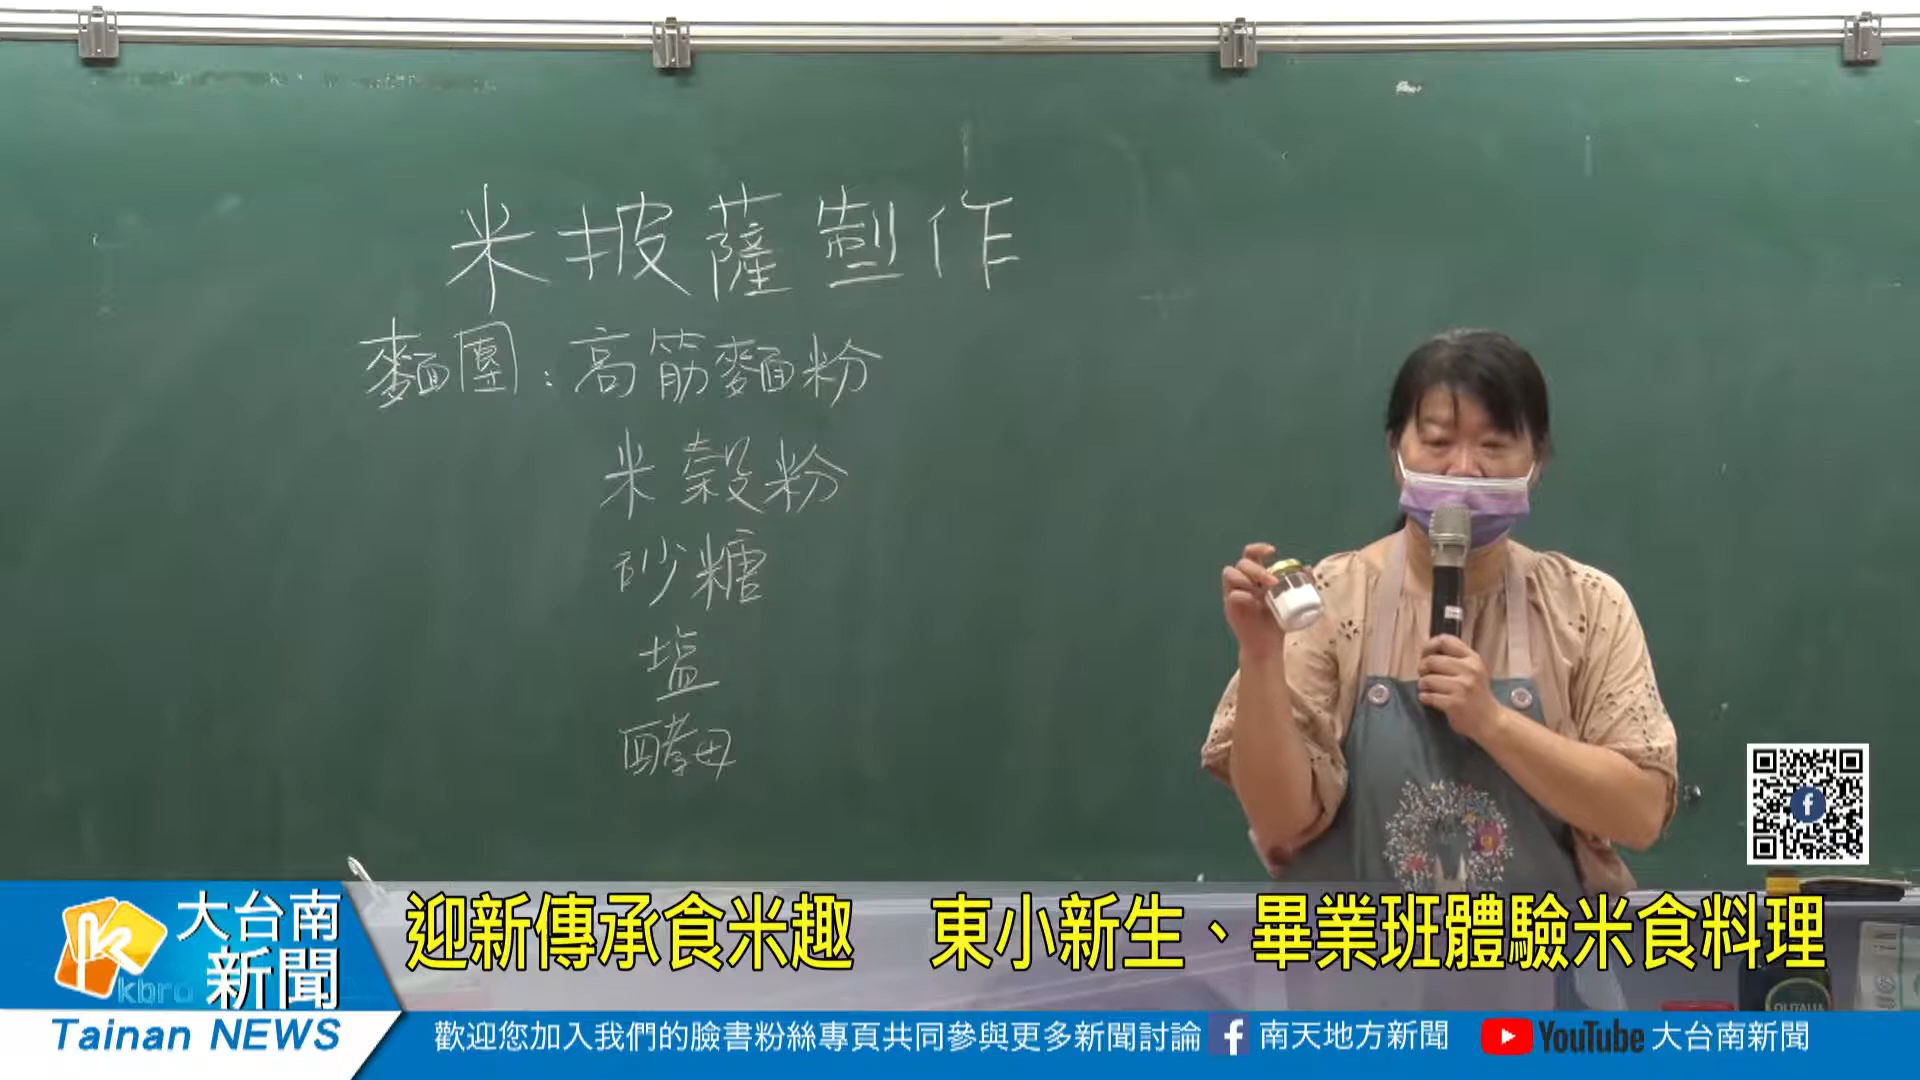 米披薩製作
麵團:高筋麵粉
米穀粉
砂糖
塩
酵母
kbro
大台南
新聞
Tainan NEWS
迎新傳承食米趣 東小新生、畢業班體驗米食料理
歡迎您加入我們的臉書粉絲專頁共同參與更多新聞討論 f 南天地方新聞 YouTube 大台南新聞
OLITALIA